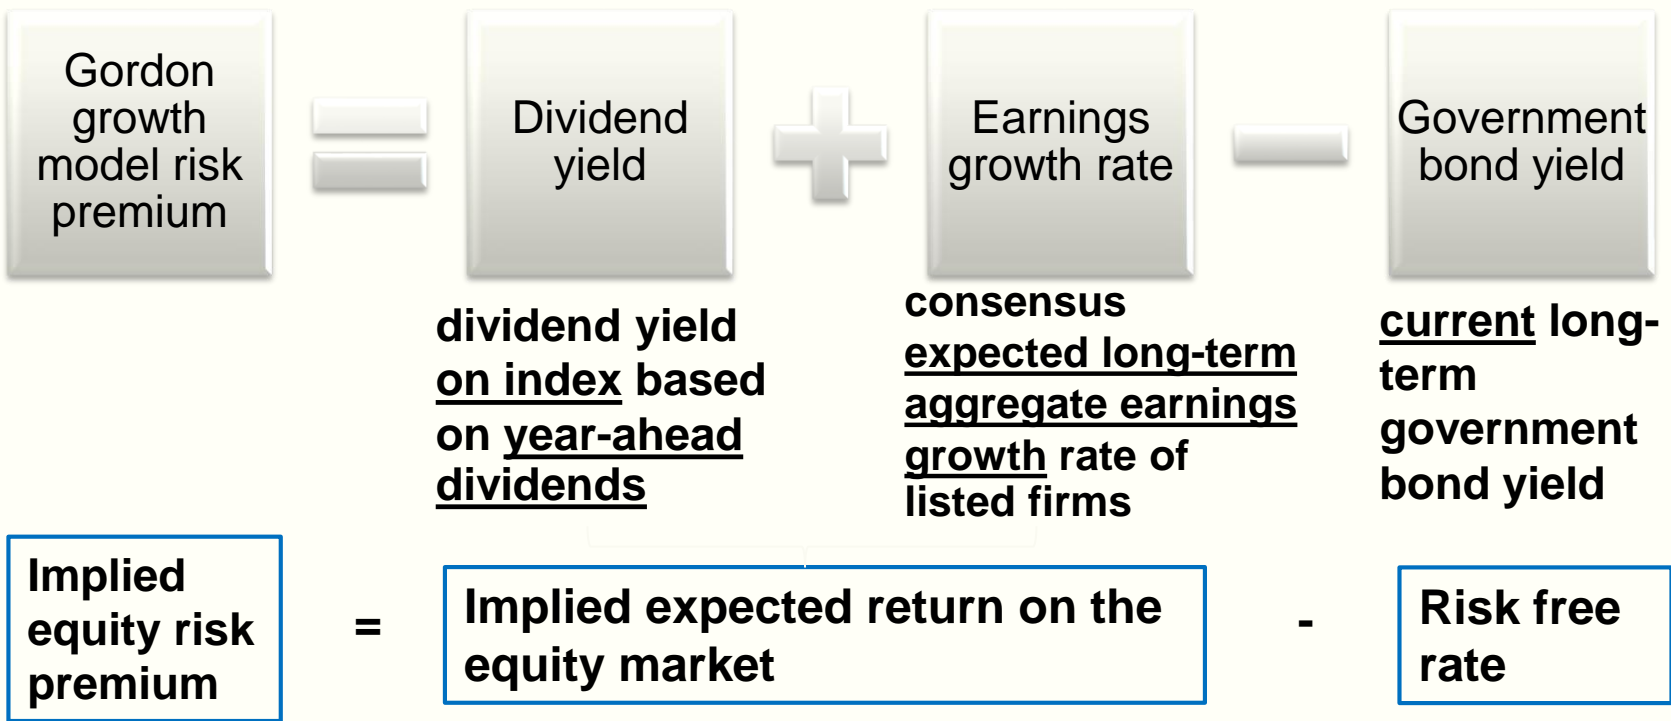 Gordon
growth
model risk
premium
=
Dividend
yield
+
Earnings
growth rate
-
Government
bond yield
dividend yield
on index based
on year-ahead
dividends
consensus
expected long-term
aggregate earnings
growth rate of
listed firms
current long-
term
government
bond yield
Implied
equity risk
premium
=
Implied expected return on the
equity market
-
Risk free
rate